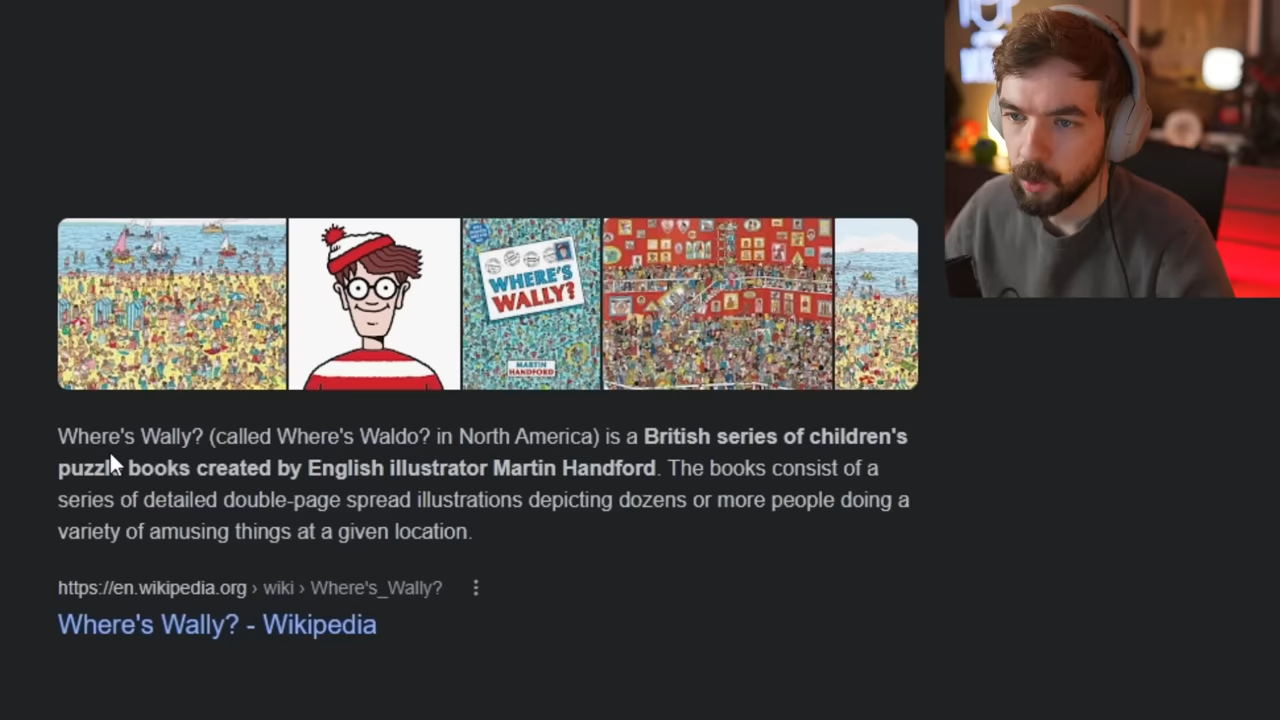 WHERE'S
WALLY?
MARTIN
HANDFORD
Where's Wally? (called Where's Waldo? in North America) is a British series of children's
puzzle books created by English illustrator Martin Handford. The books consist of a
series of detailed double-page spread illustrations depicting dozens or more people doing a
variety of amusing things at a given location.
https://en.wikipedia.org › wiki › Where's_Wally?
Where's Wally? - Wikipedia